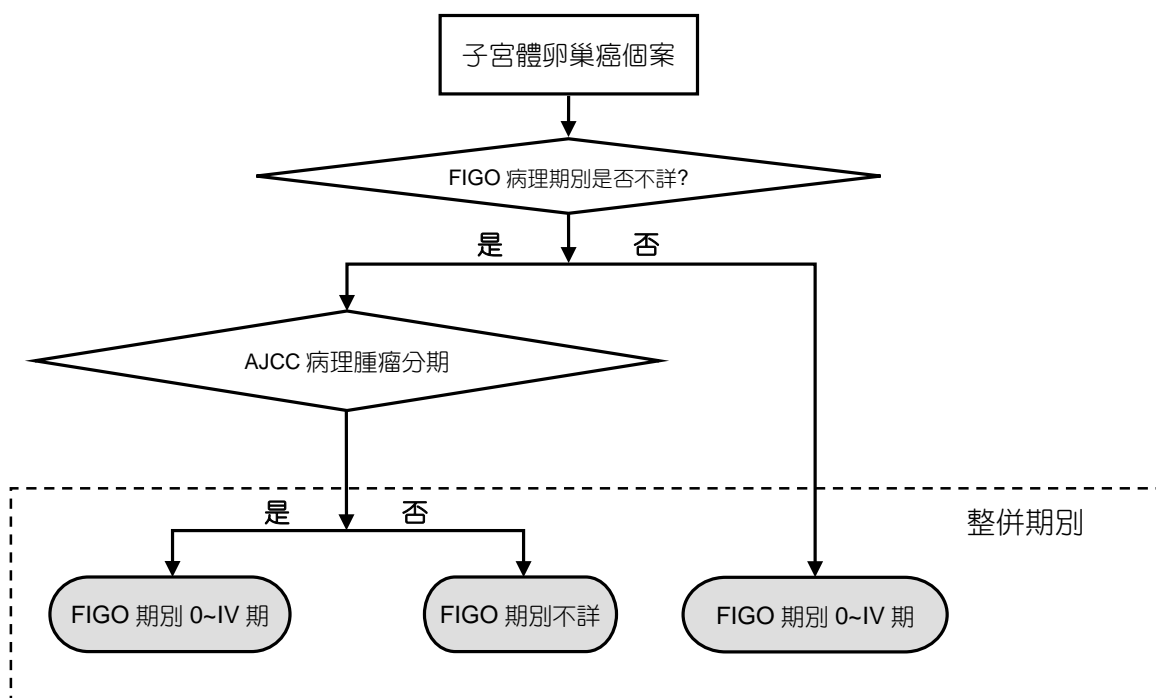 子宮體卵巢癌個案
FIGO 病理期別是否不詳?
是
否
AJCC 病理腫瘤分期
是
否
整併期別
FIGO 期別 0~IV 期
FIGO 期別不詳
FIGO 期別 0~IV 期